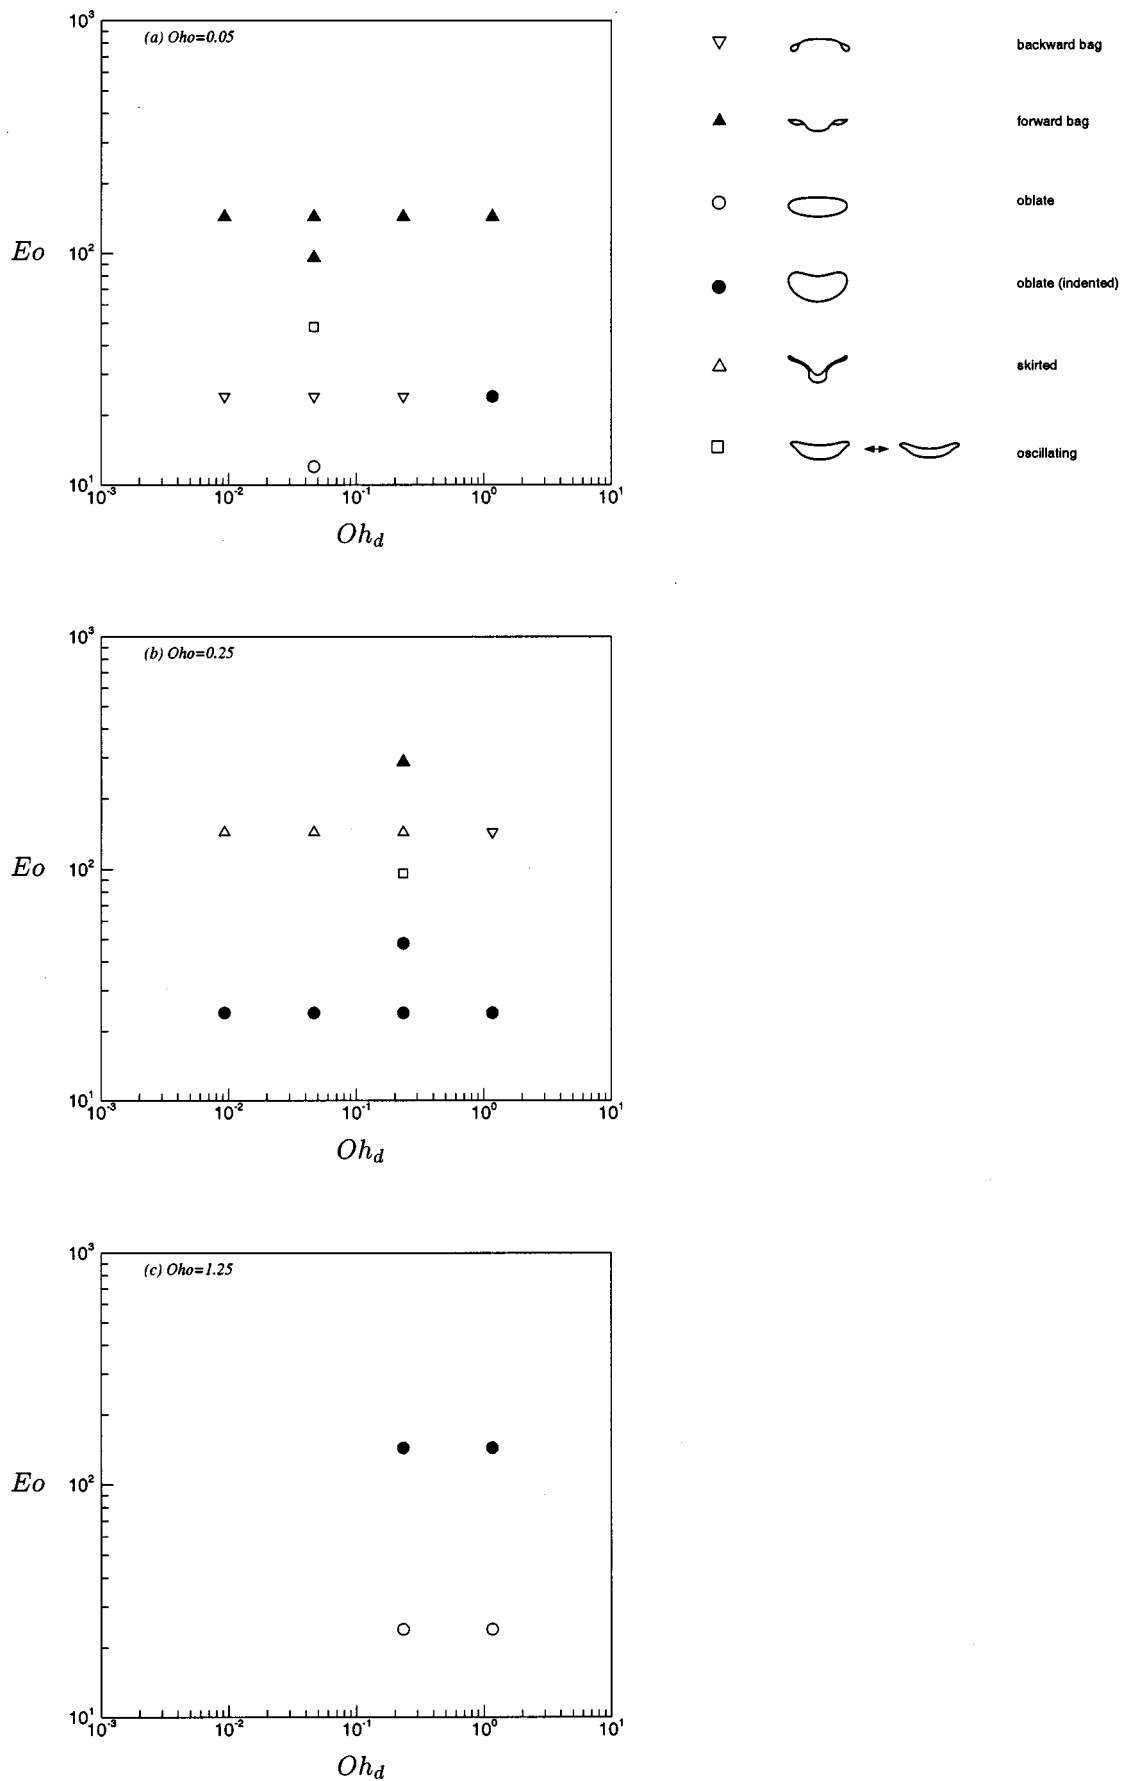 (a) Oho=0.05
10³
10²
10¹
Eo
10⁻³ 10⁻² 10⁻¹ 10⁰ 10¹
Oh_d
backward bag
forward bag
oblate
oblate (indented)
skirted
oscillating
(b) Oho=0.25
10³
10²
10¹
Eo
10⁻³ 10⁻² 10⁻¹ 10⁰ 10¹
Oh_d
(c) Oho=1.25
10³
10²
10¹
Eo
10⁻³ 10⁻² 10⁻¹ 10⁰ 10¹
Oh_d